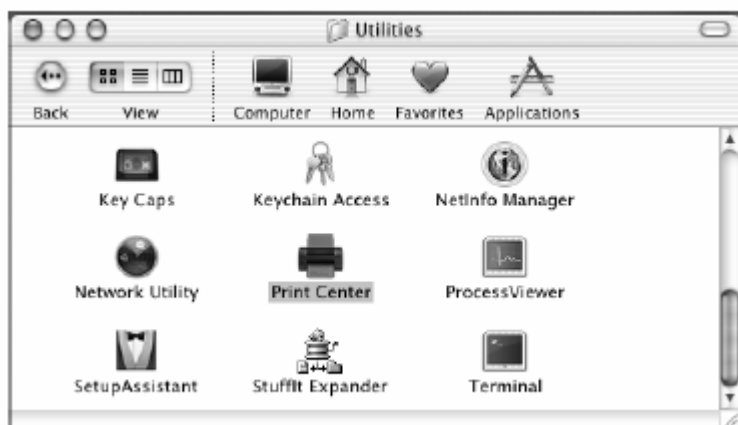 Utilities
Back View Computer Home Favorites Applications
Key Caps Keychain Access NetInfo Manager
Network Utility Print Center ProcessViewer
SetupAssistant StuffIt Expander Terminal